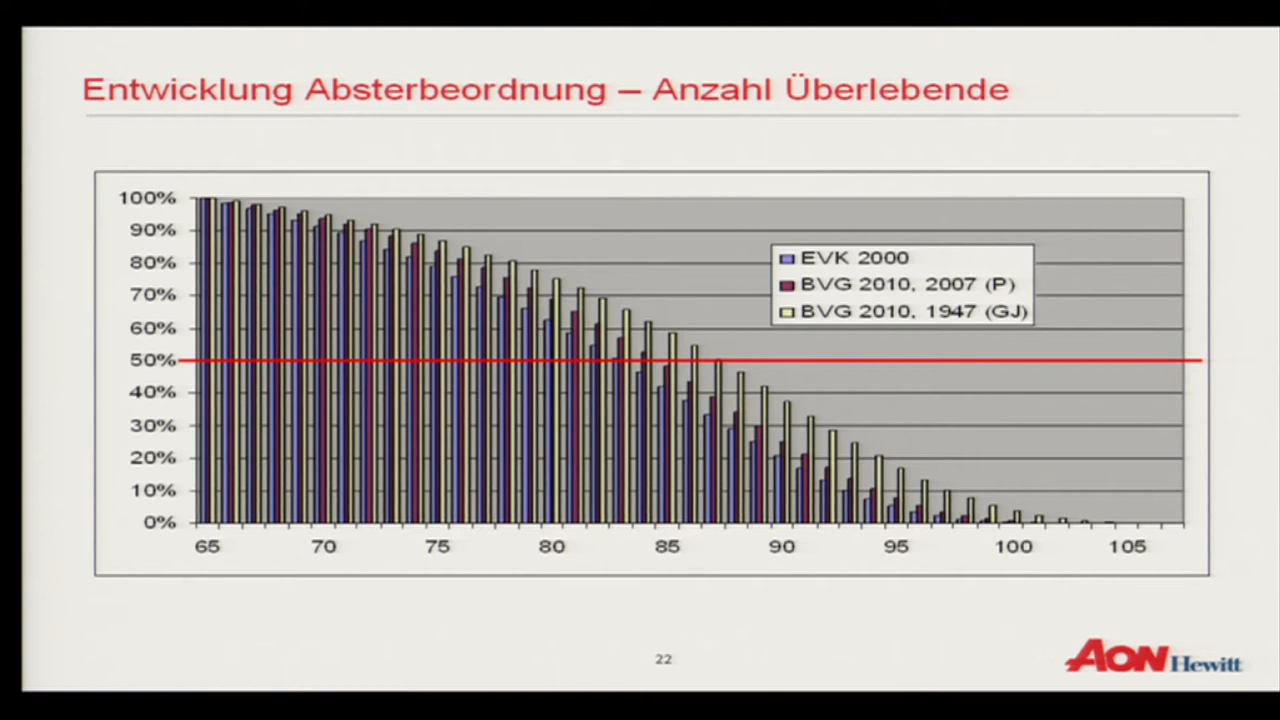 Entwicklung Absterbeordnung – Anzahl Überlebende
100%
90%
80%
70%
60%
50%
40%
30%
20%
10%
0%
EVK 2000
BVG 2010, 2007 (P)
BVG 2010, 1947 (GJ)
65 70 75 80 85 90 95 100 105
22
AON Hewitt